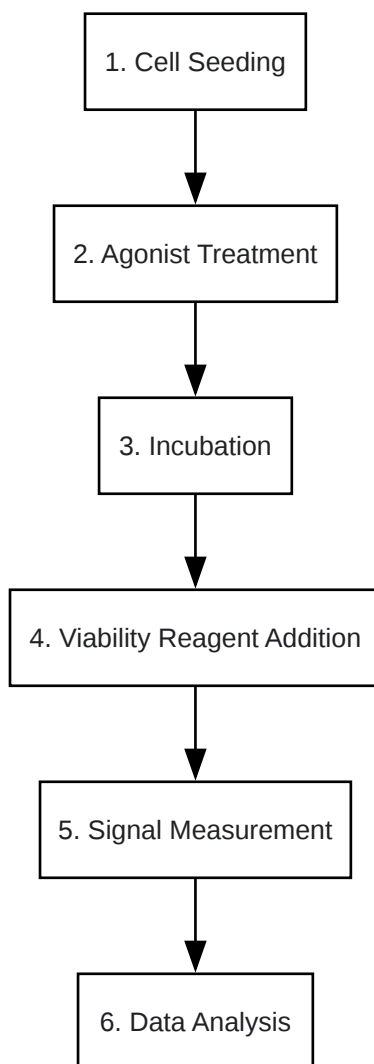 1. Cell Seeding
2. Agonist Treatment
3. Incubation
4. Viability Reagent Addition
5. Signal Measurement
6. Data Analysis